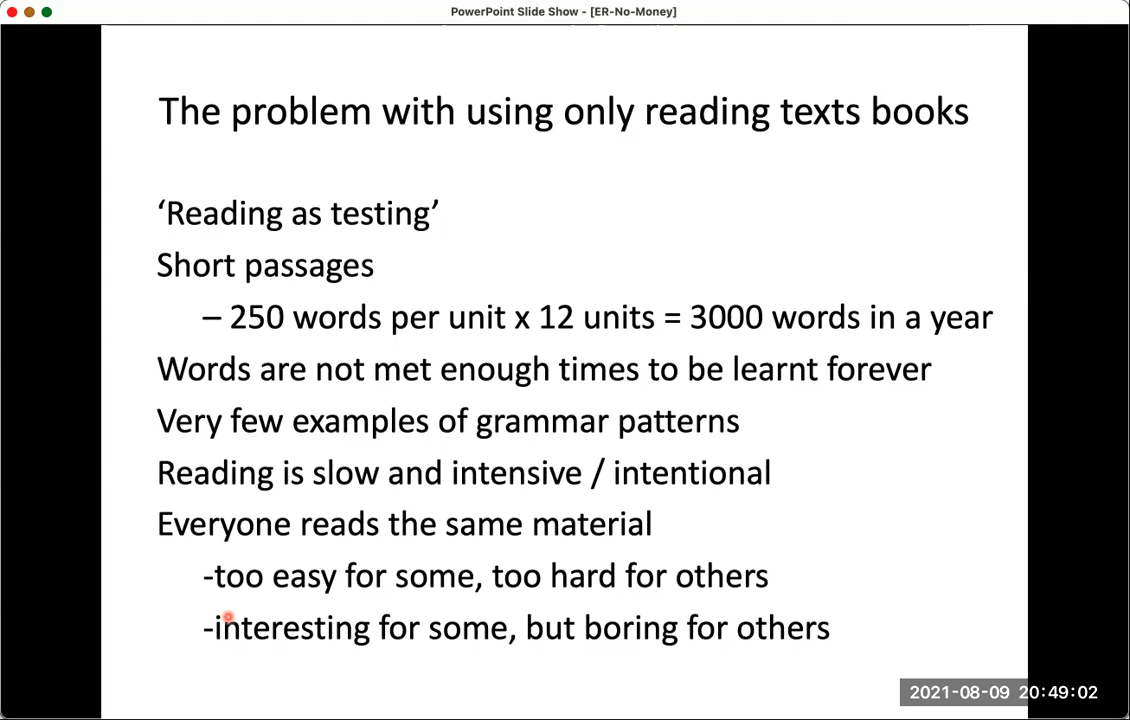 PowerPoint Slide Show - [ER-No-Money]
The problem with using only reading texts books
‘Reading as testing’
Short passages
– 250 words per unit x 12 units = 3000 words in a year
Words are not met enough times to be learnt forever
Very few examples of grammar patterns
Reading is slow and intensive / intentional
Everyone reads the same material
-too easy for some, too hard for others
-interesting for some, but boring for others
2021-08-09 20:49:02